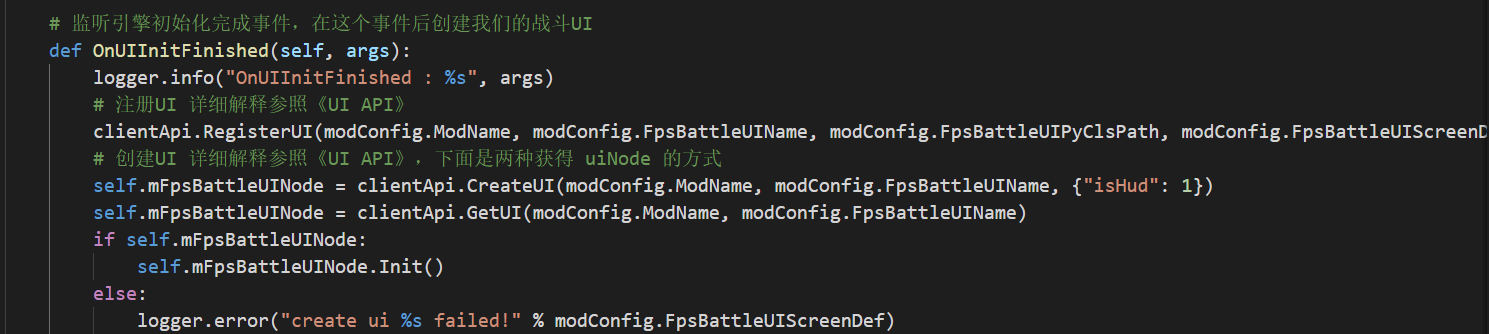 # 监听引擎初始化完成事件，在这个事件后创建我们的战斗UI
def OnUIInitFinished(self, args):
    logger.info("OnUIInitFinished : %s", args)
    # 注册UI 详细解释参照《UI API》
    clientApi.RegisterUI(modConfig.ModName, modConfig.FpsBattleUIName, modConfig.FpsBattleUIPyClsPath, modConfig.FpsBattleUIScreenD
    # 创建UI 详细解释参照《UI API》，下面是两种获得 uiNode 的方式
    self.mFpsBattleUINode = clientApi.CreateUI(modConfig.ModName, modConfig.FpsBattleUIName, {"isHud": 1})
    self.mFpsBattleUINode = clientApi.GetUI(modConfig.ModName, modConfig.FpsBattleUIName)
    if self.mFpsBattleUINode:
        self.mFpsBattleUINode.Init()
    else:
        logger.error("create ui %s failed!" % modConfig.FpsBattleUIScreenDef)